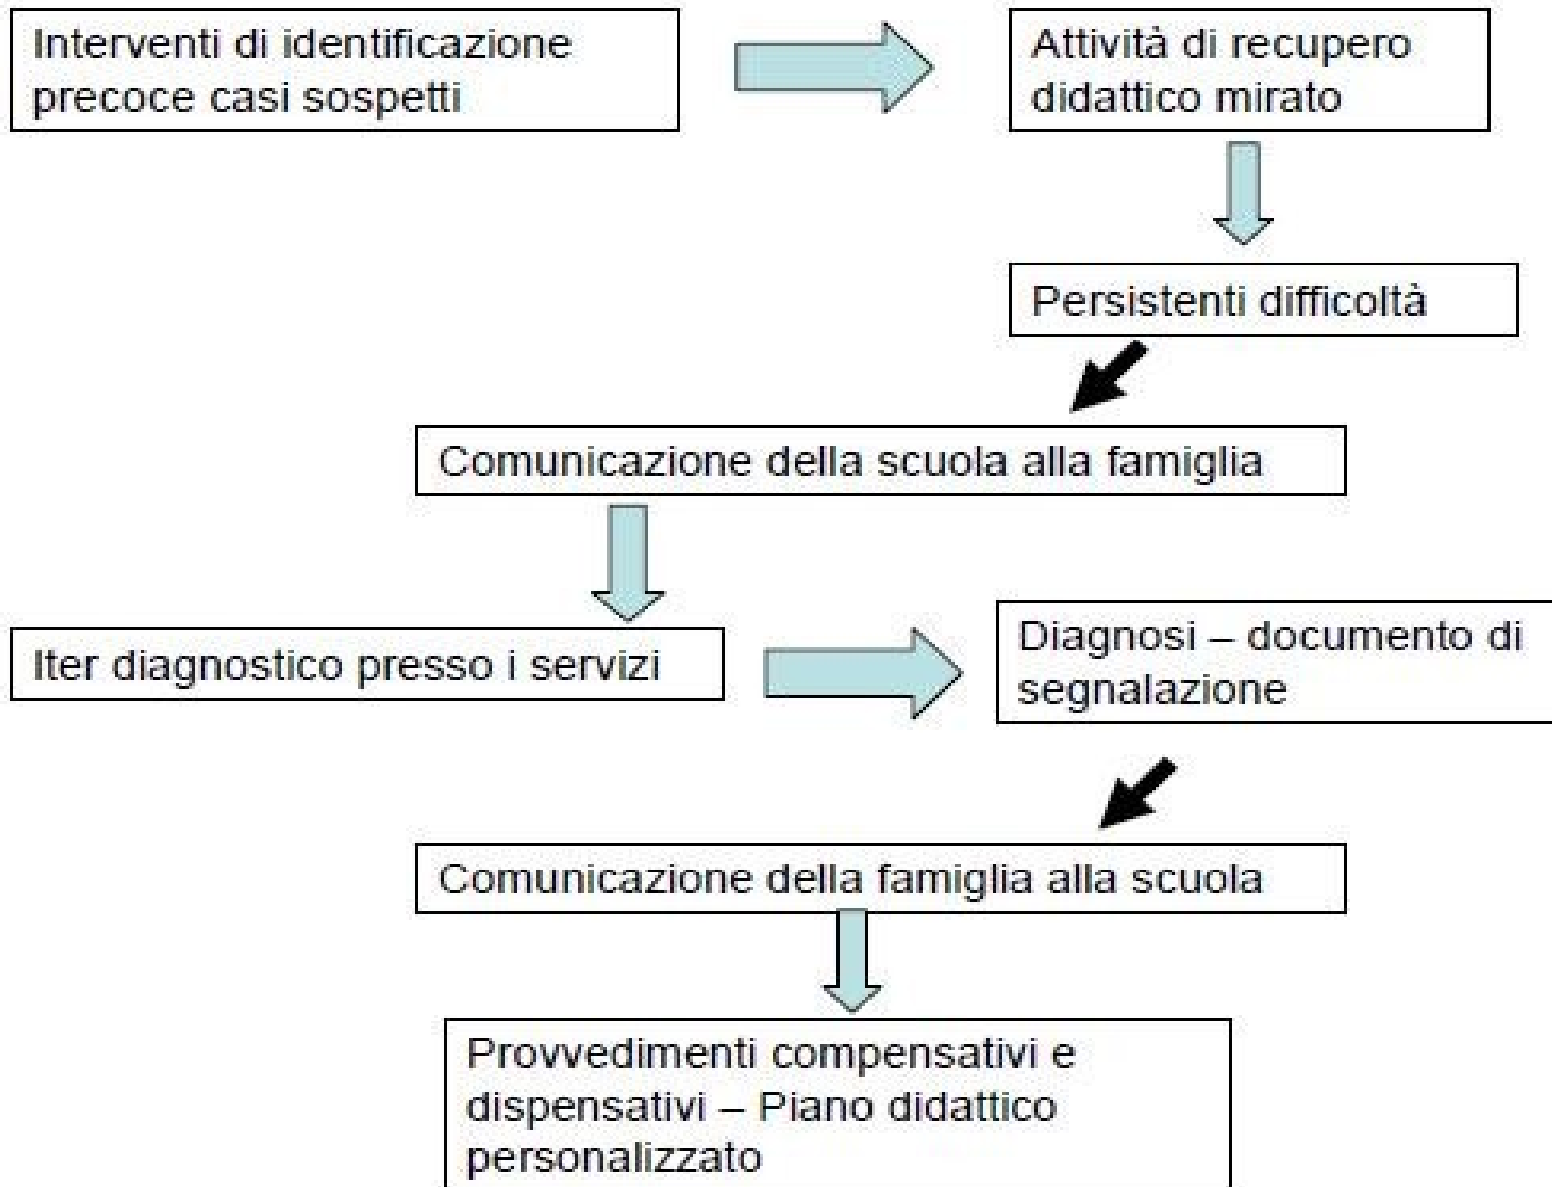 Interventi di identificazione
precoce casi sospetti
Attività di recupero
didattico mirato
Persistenti difficoltà
Comunicazione della scuola alla famiglia
Iter diagnostico presso i servizi
Diagnosi – documento di
segnalazione
Comunicazione della famiglia alla scuola
Provvedimenti compensativi e
dispensativi – Piano didattico
personalizzato